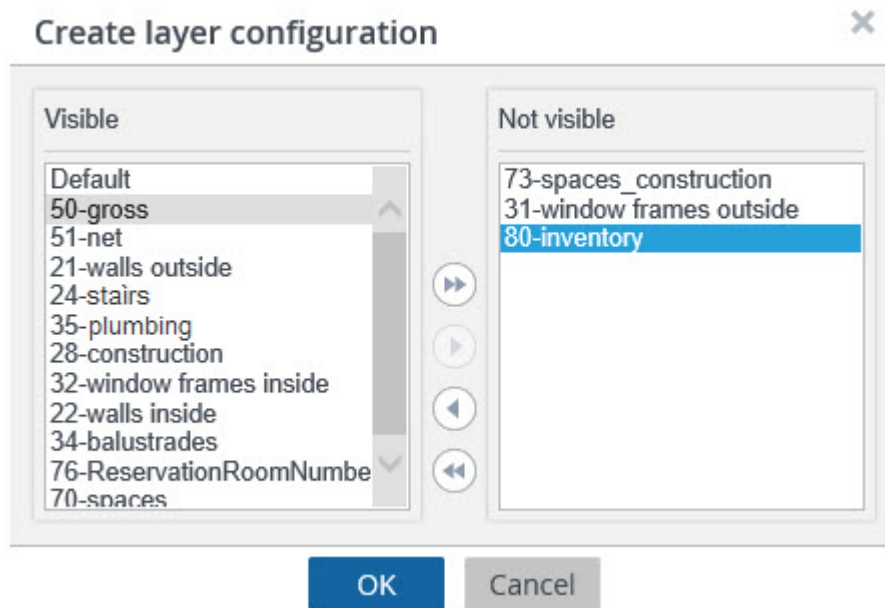 Create layer configuration
Visible
Default
50-gross
51-net
21-walls outside
24-stairs
35-plumbing
28-construction
32-window frames inside
22-walls inside
34-balustrades
76-ReservationRoomNumbe
70-spaces
Not visible
73-spaces_construction
31-window frames outside
80-inventory
OK
Cancel